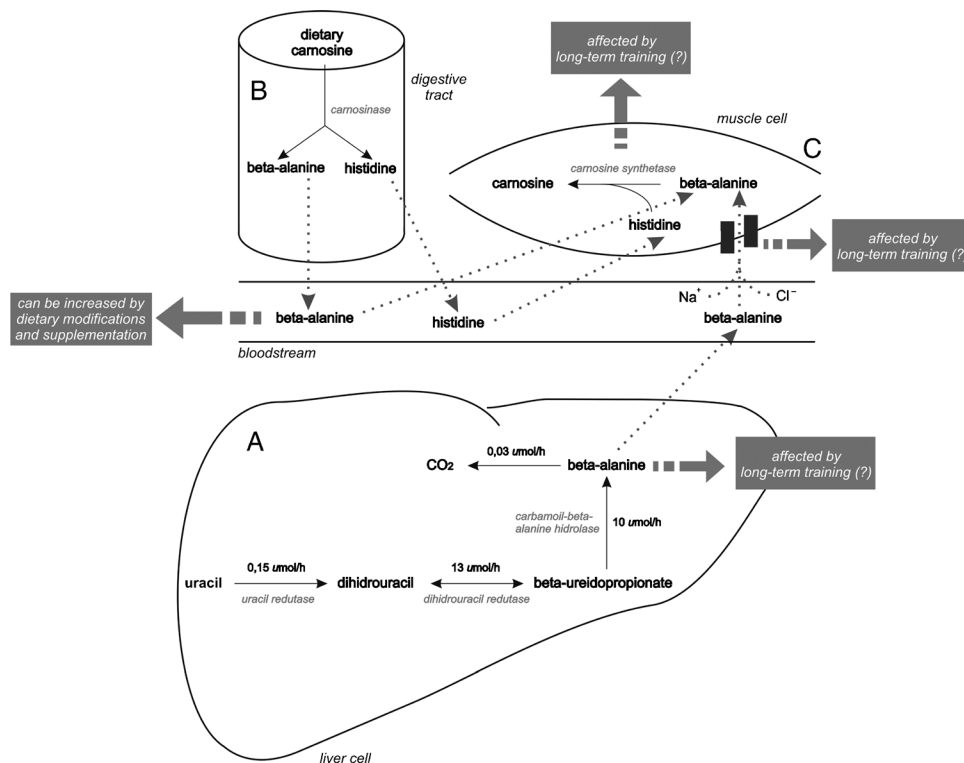 dietary
carnosine
B
digestive
tract
carnosinase
beta-alanine
histidine
affected by
long-term training (?)
muscle cell
C
carnosine synthetase
carnosine
beta-alanine
histidine
affected by
long-term training (?)
can be increased by
dietary modifications
and supplementation
beta-alanine
histidine
Na+
Cl−
beta-alanine
bloodstream
A
CO2
0,03 umol/h
beta-alanine
affected by
long-term training (?)
carbamoil-beta-
alanine hidrolase
10 umol/h
uracil
0,15 umol/h
uracil redutase
dihidrouracil
13 umol/h
dihidrouracil redutase
beta-ureidopropionate
liver cell